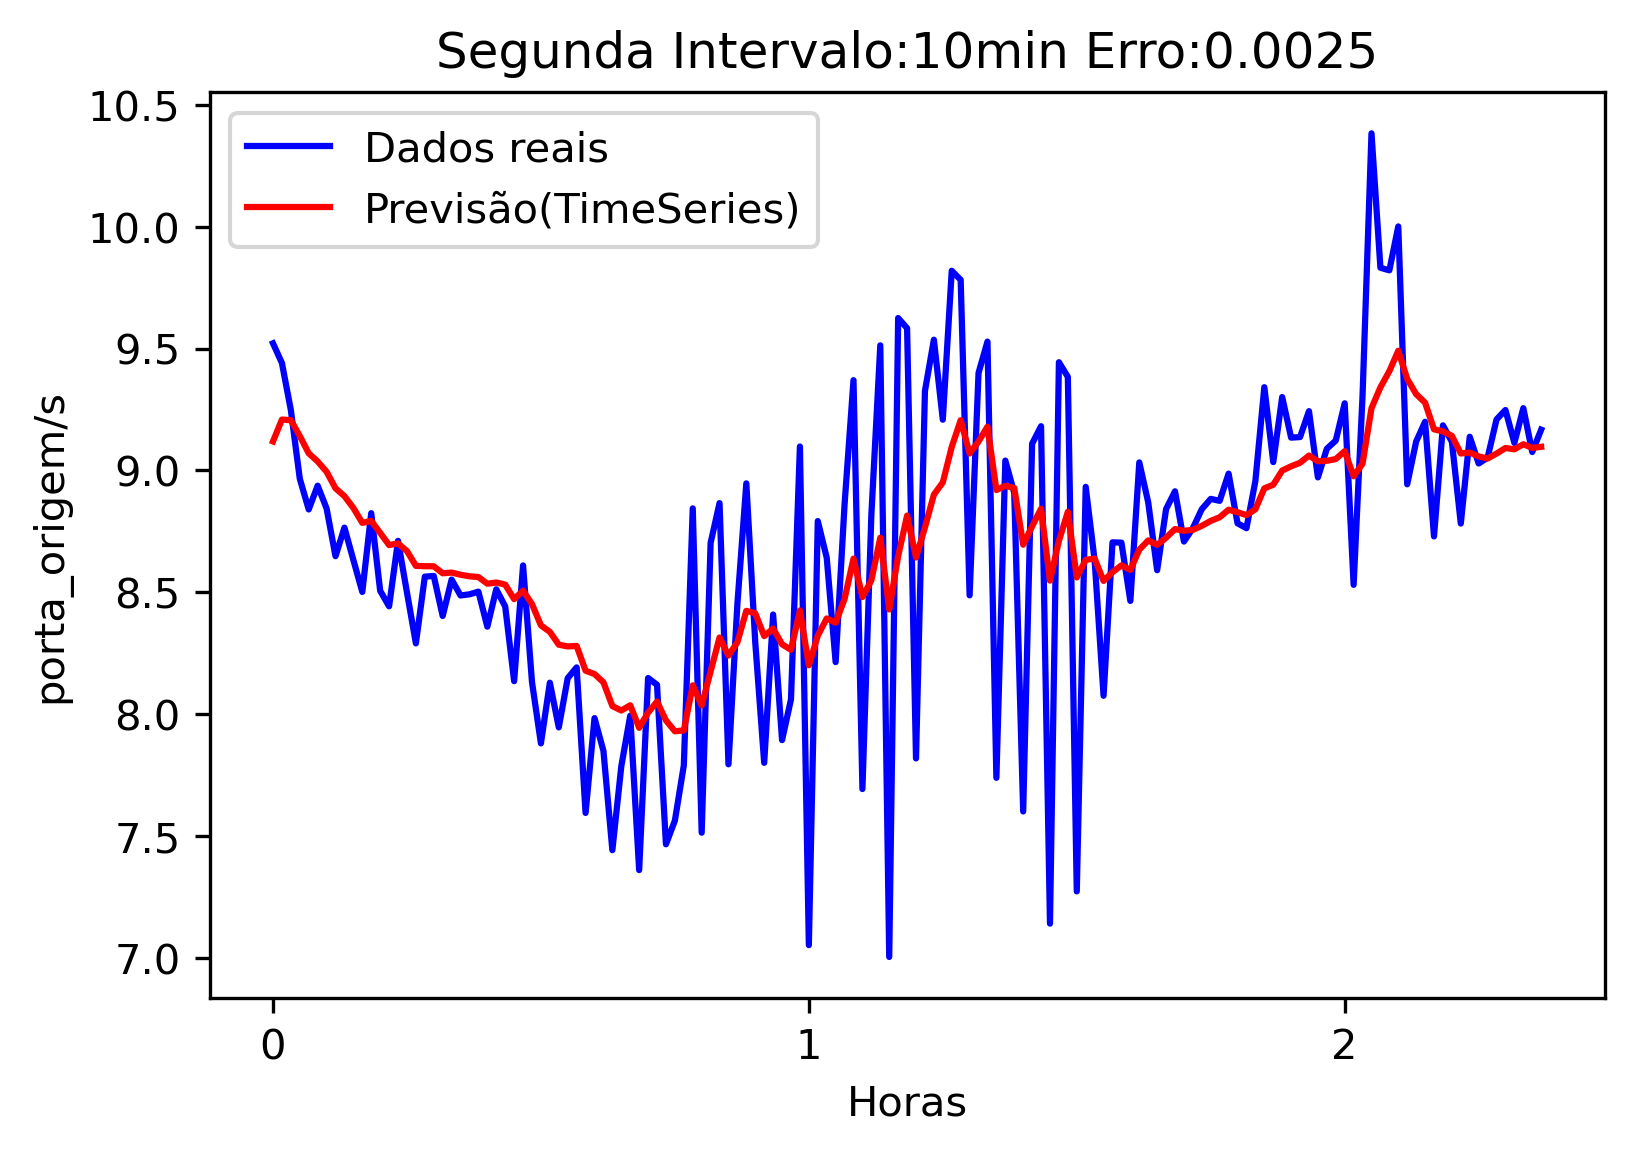 Segunda Intervalo:10min Erro:0.0025
Dados reais
Previsão(TimeSeries)
porta_origem/s
10.5
10.0
9.5
9.0
8.5
8.0
7.5
7.0
0 1 2
Horas